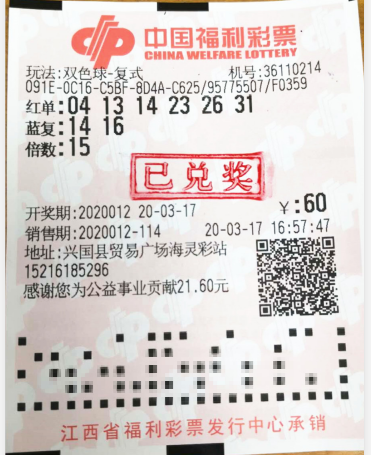 中国福利彩票
CHINA WELFARE LOTTERY
玩法:双色球-复式 机号:36110214
091E-0C16-C5BF-8D4A-C625/95775507/F0359
红单:04 13 14 23 26 31
蓝复:14 16
倍数:15
已兑奖
开奖期:2020012 20-03-17 ¥:60
销售期:2020012-114 20-03-17 16:57:47
地址:兴国县贸易广场海灵彩站
15216185296
感谢您为公益事业贡献21.60元
江西省福利彩票发行中心承销